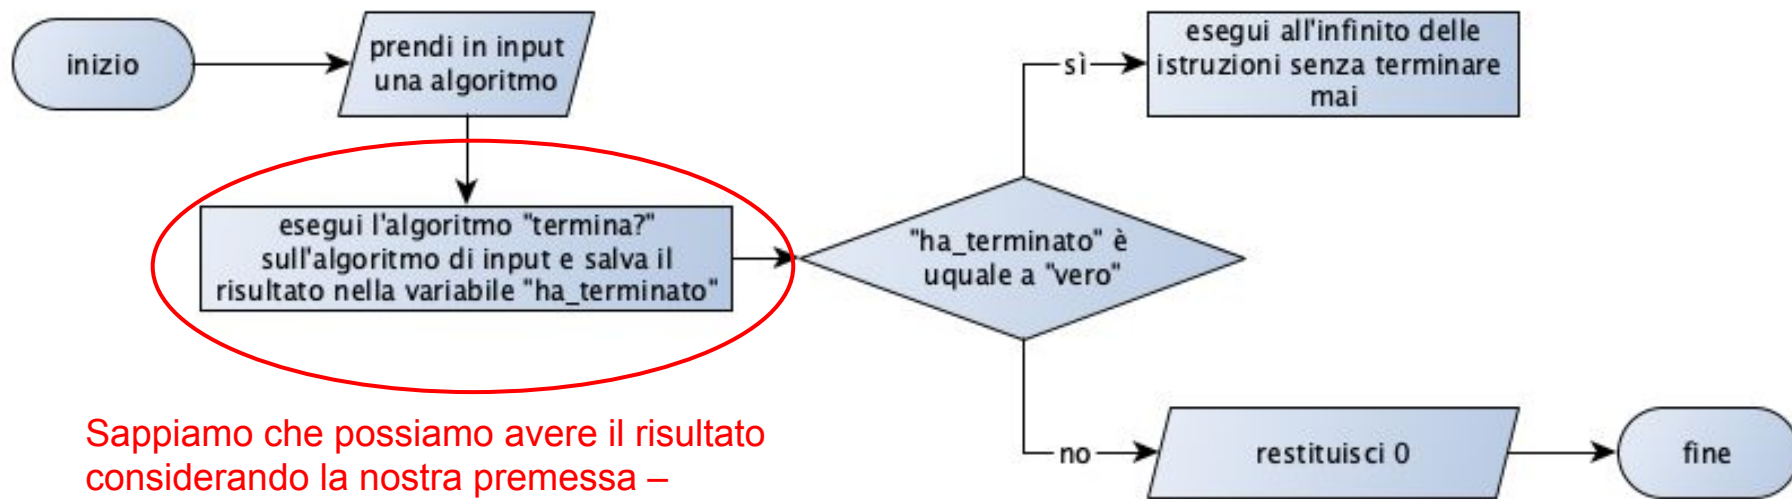 inizio
prendi in input
una algoritmo
esegui l'algoritmo "termina?"
sull'algoritmo di input e salva il
risultato nella variabile "ha_terminato"
"ha_terminato" è
uquale a "vero"
sì
esegui all'infinito delle
istruzioni senza terminare
mai
no
restituisci 0
fine
Sappiamo che possiamo avere il risultato
considerando la nostra premessa –